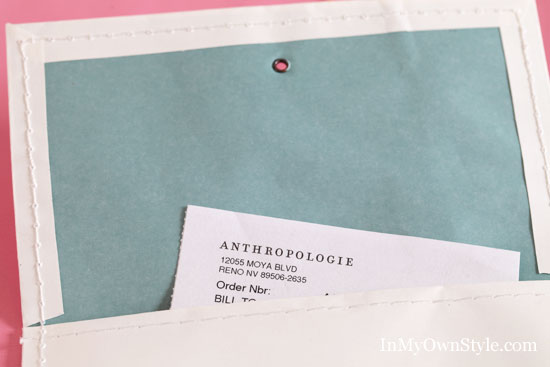 ANTHROPOLOGIE
12055 MOYA BLVD
RENO NV 89506-2635
Order Nbr:
BILL TO
InMyOwnStyle.com